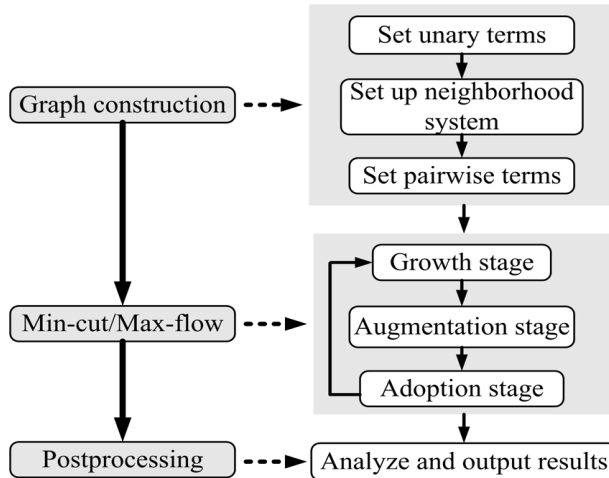 Set unary terms
Graph construction
Set up neighborhood
system
Set pairwise terms
Growth stage
Min-cut/Max-flow
Augmentation stage
Adoption stage
Postprocessing
Analyze and output results